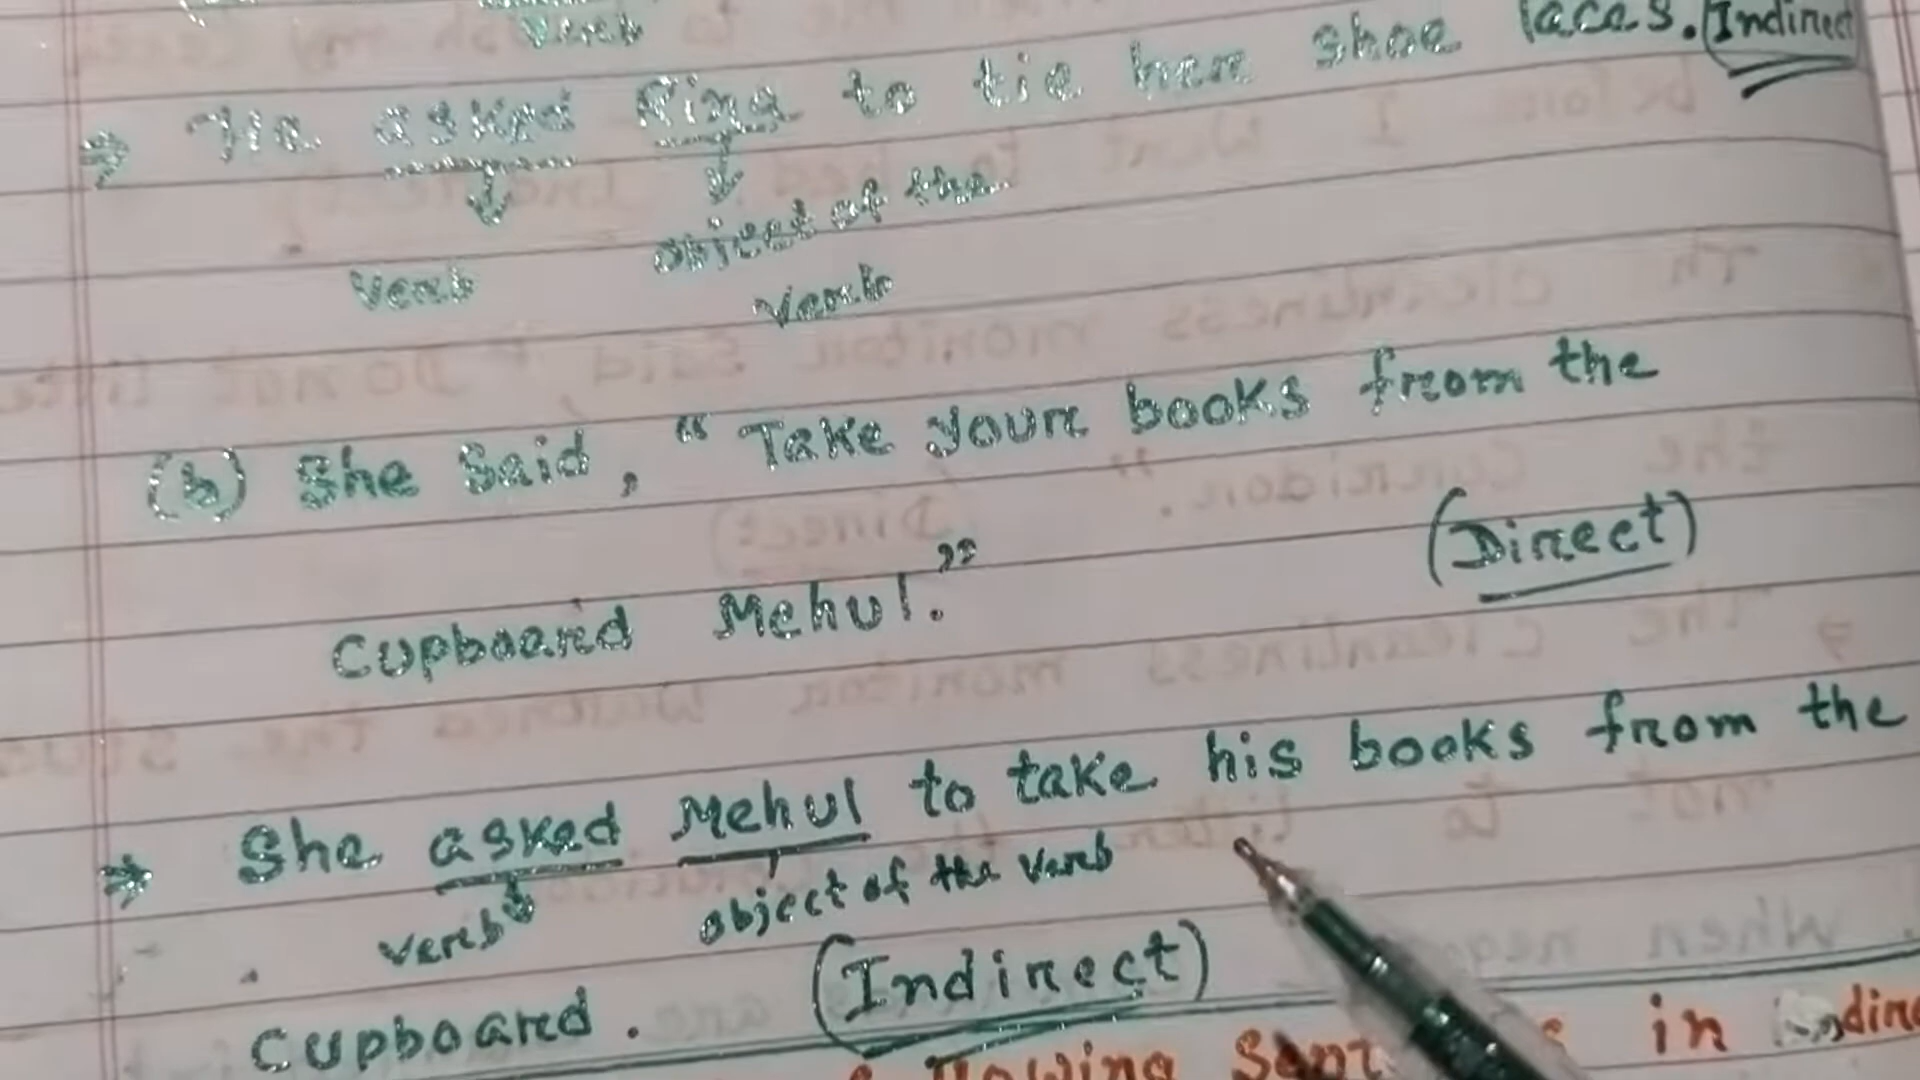 verb
⇒ He asked Rina to tie her shoe laces. (Indirect
verb
object of the
verb
(b) She Said, “Take your books from the
Cupboard Mehul.”
(Direct)
⇒ She asked Mehul to take his books from the
verb
object of the verb
Cupboard.
(Indirect)
in